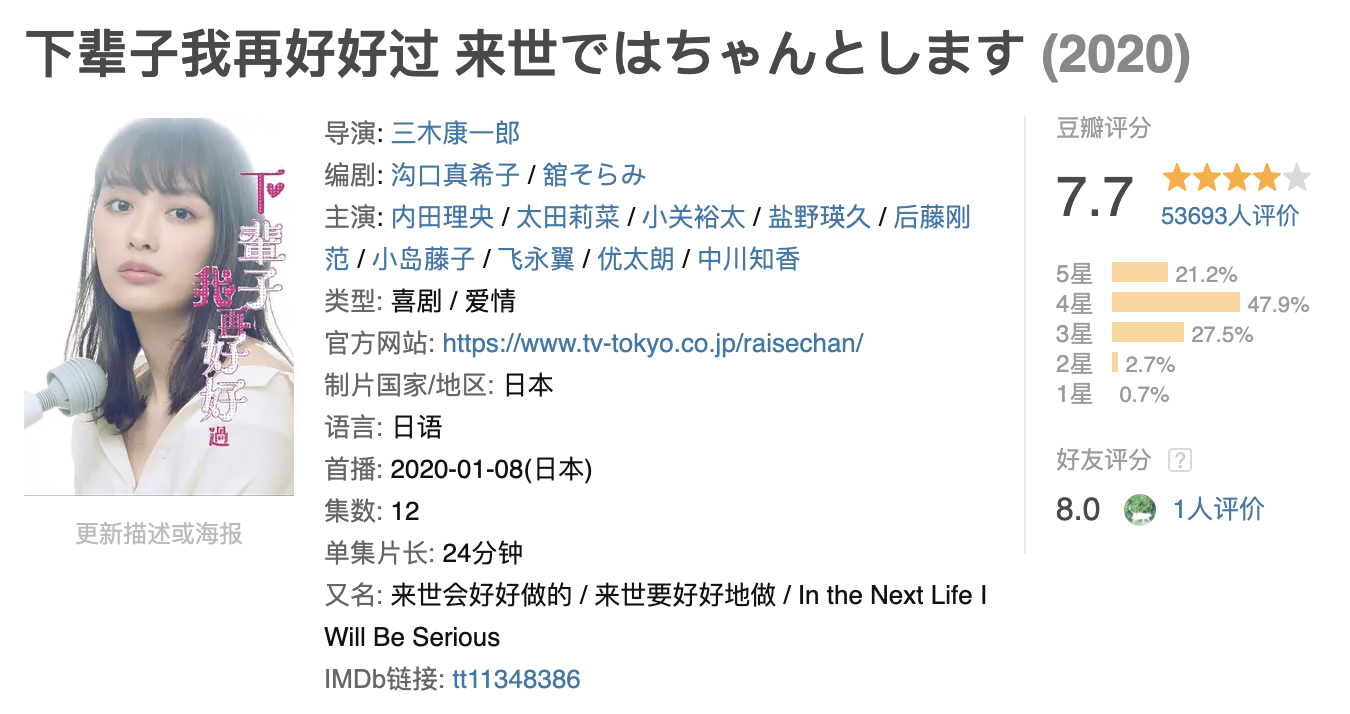 下辈子我再好好过 来世ではちゃんとします (2020)
下
辈
子
我
再
好
好
過
更新描述或海报
导演: 三木康一郎
编剧: 沟口真希子 / 舘そらみ
主演: 内田理央 / 太田莉菜 / 小关裕太 / 盐野瑛久 / 后藤刚
范 / 小岛藤子 / 飞永翼 / 优太朗 / 中川知香
类型: 喜剧 / 爱情
官方网站: https://www.tv-tokyo.co.jp/raisechan/
制片国家/地区: 日本
语言: 日语
首播: 2020-01-08(日本)
集数: 12
单集片长: 24分钟
又名: 来世会好好做的 / 来世要好好地做 / In the Next Life I
Will Be Serious
IMDb链接: tt11348386
豆瓣评分
7.7
53693人评价
5星 21.2%
4星 47.9%
3星 27.5%
2星 2.7%
1星 0.7%
好友评分 ?
8.0 1人评价